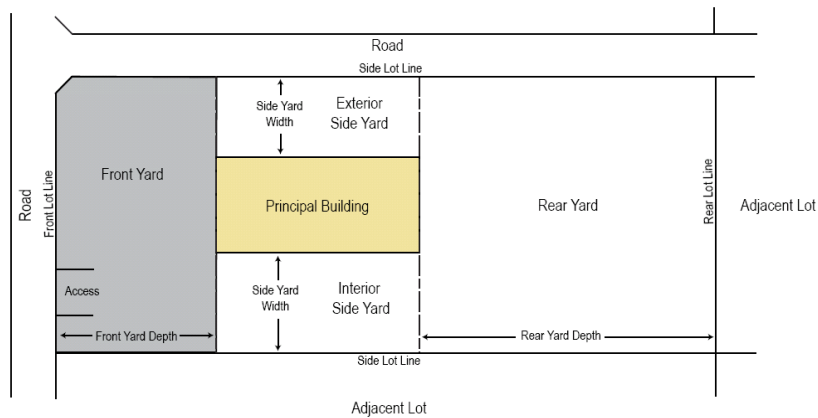 Road
Side Lot Line
Side Yard
Width
Exterior
Side Yard
Front Yard
Road
Front Lot Line
Principal Building
Rear Yard
Rear Lot Line
Adjacent Lot
Access
Side Yard
Width
Interior
Side Yard
Front Yard Depth
Rear Yard Depth
Side Lot Line
Adjacent Lot